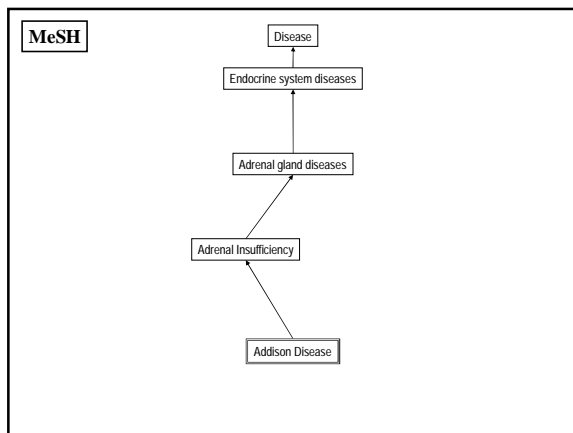 MeSH
Disease
Endocrine system diseases
Adrenal gland diseases
Adrenal Insufficiency
Addison Disease